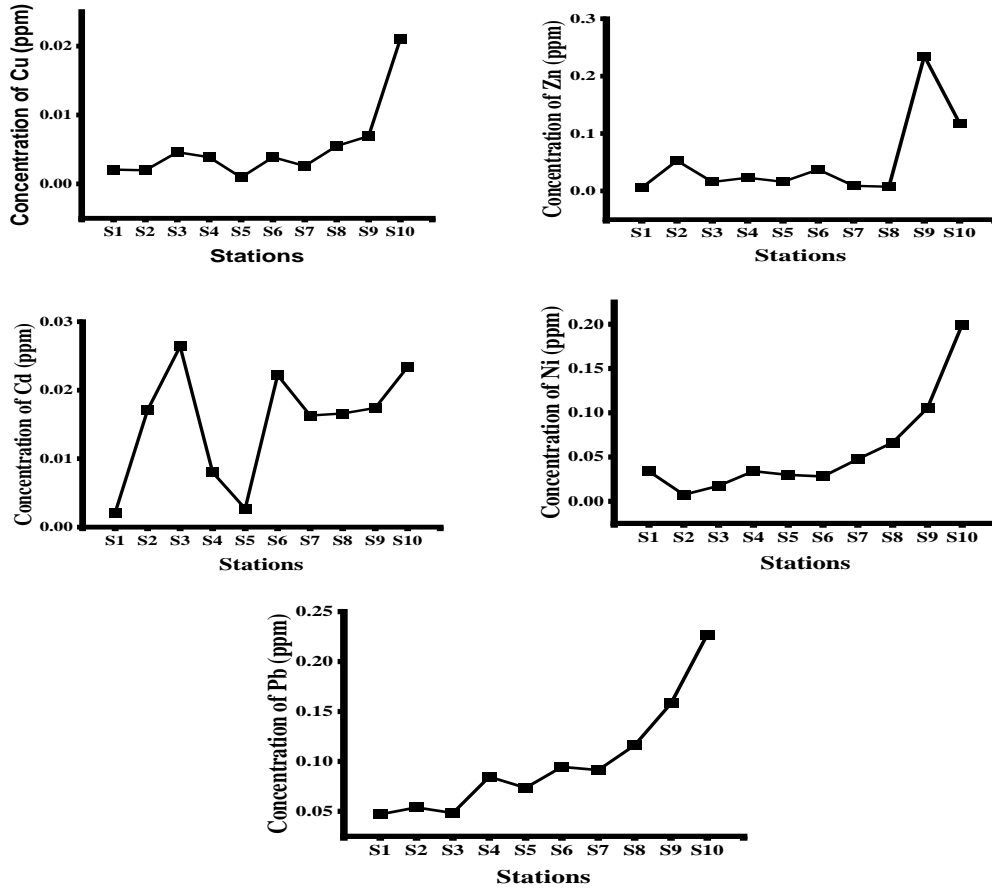 Concentration of Cu (ppm)
0.02
0.01
0.00
S1 S2 S3 S4 S5 S6 S7 S8 S9 S10
Stations
Concentration of Zn (ppm)
0.3
0.2
0.1
0.0
S1 S2 S3 S4 S5 S6 S7 S8 S9 S10
Stations
Concentration of Cd (ppm)
0.03
0.02
0.01
0.00
S1 S2 S3 S4 S5 S6 S7 S8 S9 S10
Stations
Concentration of Ni (ppm)
0.20
0.15
0.10
0.05
0.00
S1 S2 S3 S4 S5 S6 S7 S8 S9 S10
Stations
Concentration of Pb (ppm)
0.25
0.20
0.15
0.10
0.05
S1 S2 S3 S4 S5 S6 S7 S8 S9 S10
Stations